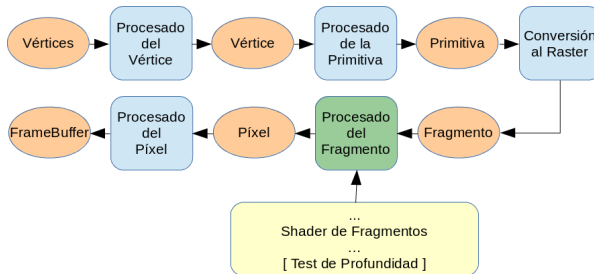 Vértices
Procesado
del
Vértice
Vértice
Procesado
de la
Primitiva
Primitiva
Conversión
al Raster
FrameBuffer
Procesado
del
Píxel
Píxel
Procesado
del
Fragmento
Fragmento
...
Shader de Fragmentos
...
[ Test de Profundidad ]